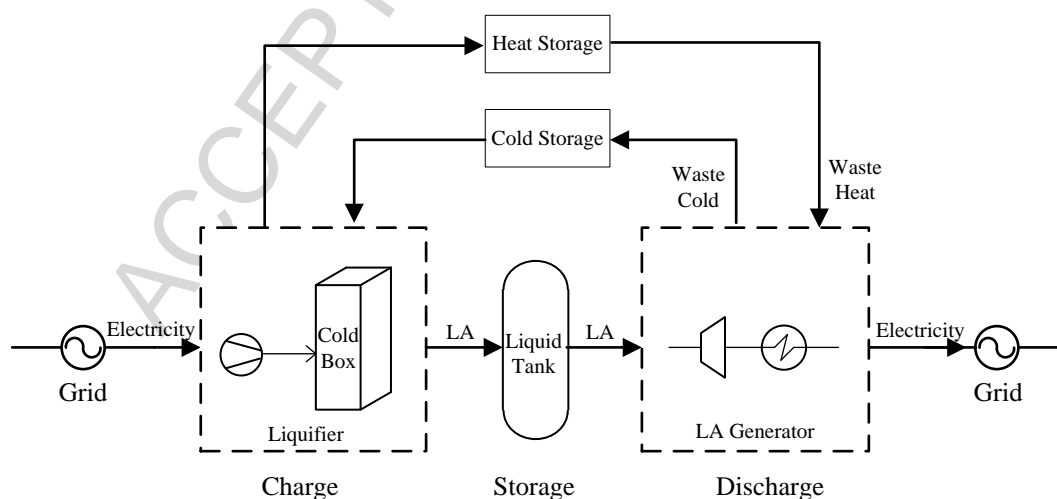 Heat Storage
Cold Storage
Waste
Cold
Waste
Heat
Electricity
Grid
Cold
Box
Liquifier
LA
Liquid
Tank
LA
LA Generator
Electricity
Grid
Charge
Storage
Discharge
ACCEPT